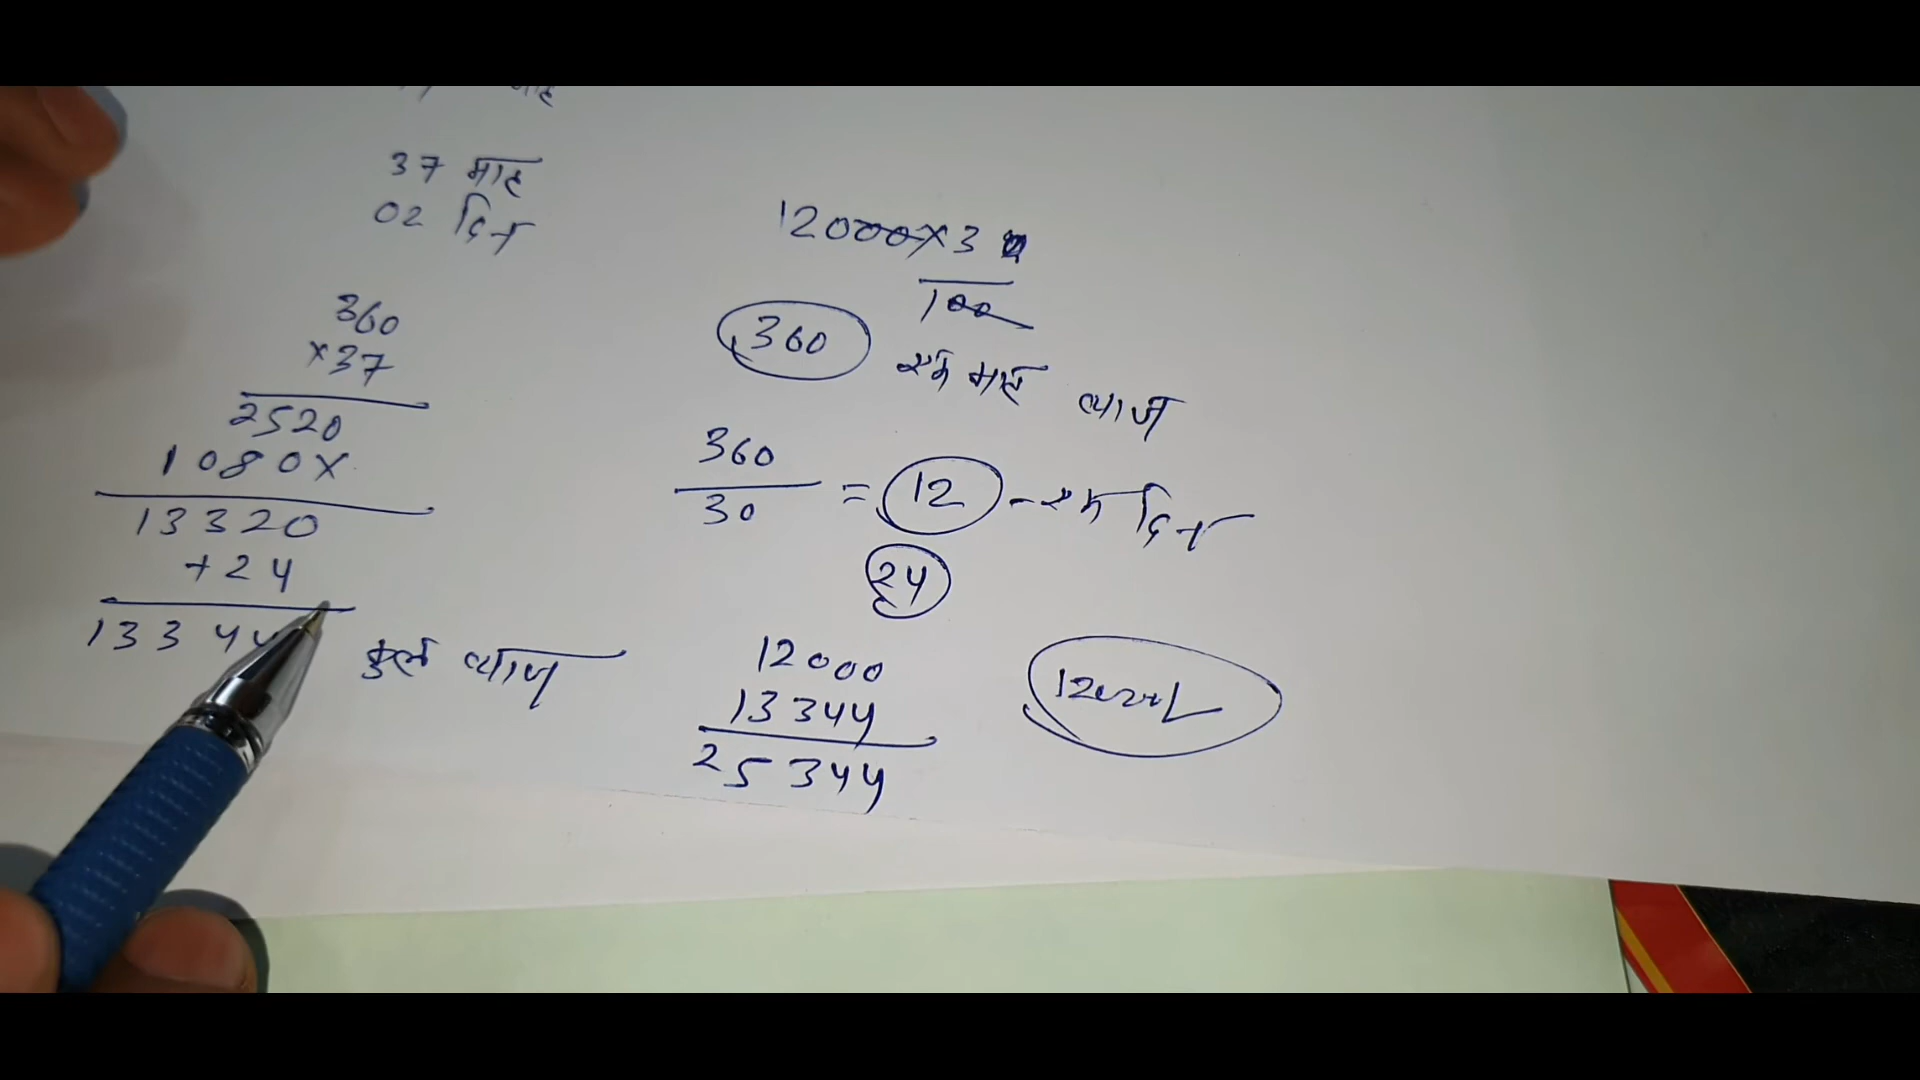 37 माह
02 दिन
360
×37
2520
1080×
13320
+24
13344
कुल ब्याज
12000×3
100
360 एक माह ब्याज
360
30 = 12 - एक दिन
24
12000
13344
25344